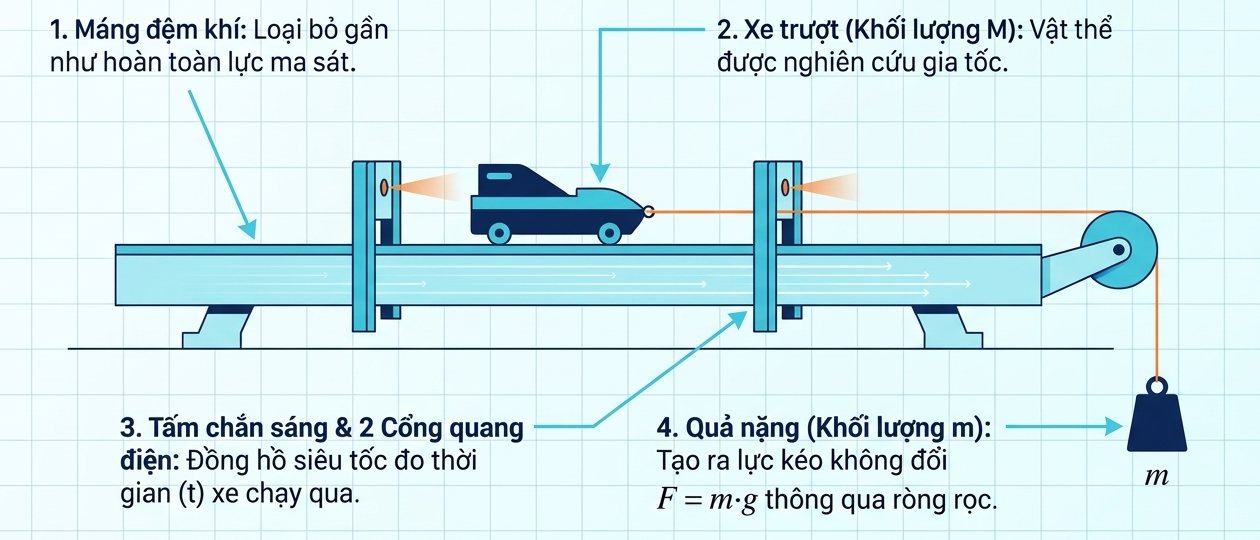 1. Máng đệm khí: Loại bỏ gần
như hoàn toàn lực ma sát.
2. Xe trượt (Khối lượng M): Vật thể
được nghiên cứu gia tốc.
3. Tấm chắn sáng & 2 Cổng quang
điện: Đồng hồ siêu tốc đo thời
gian (t) xe chạy qua.
4. Quả nặng (Khối lượng m):
Tạo ra lực kéo không đổi
F = m·g thông qua ròng rọc.
m